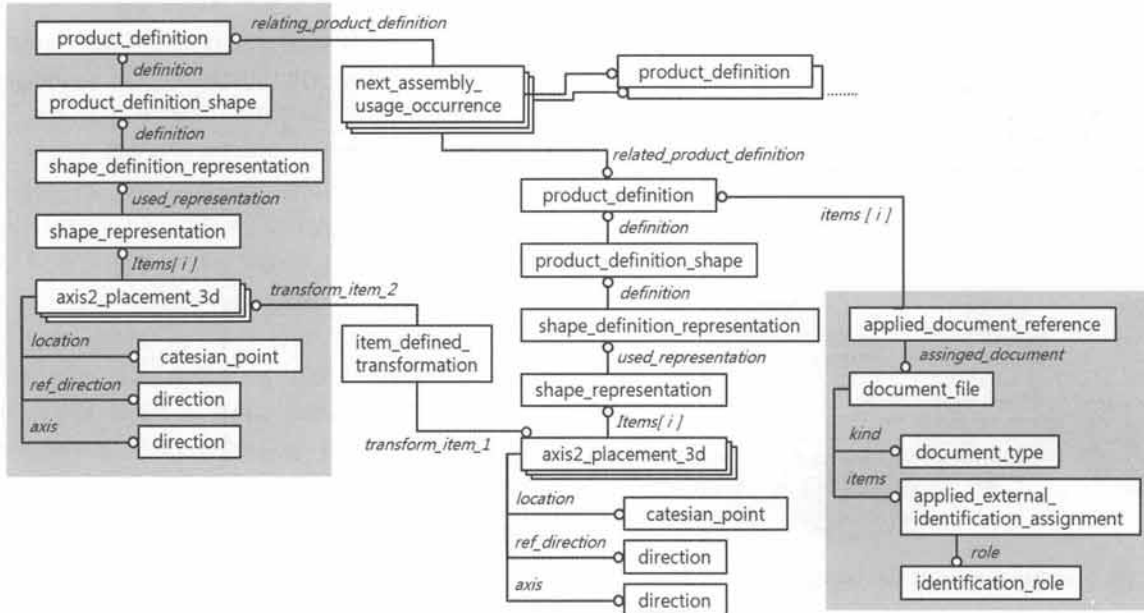 relating_product_definition
product_definition
definition
product_definition_shape
definition
shape_definition_representation
used_representation
shape_representation
Items[ i ]
axis2_placement_3d
location
catesian_point
ref_direction
direction
axis
direction
next_assembly_
usage_occurrence
product_definition
........
related_product_definition
product_definition
definition
product_definition_shape
definition
shape_definition_representation
used_representation
shape_representation
Items[ i ]
axis2_placement_3d
location
catesian_point
ref_direction
direction
axis
direction
transform_item_2
item_defined_
transformation
transform_item_1
items [ i ]
applied_document_reference
assinged_document
document_file
kind
document_type
items
applied_external_
identification_assignment
role
identification_role